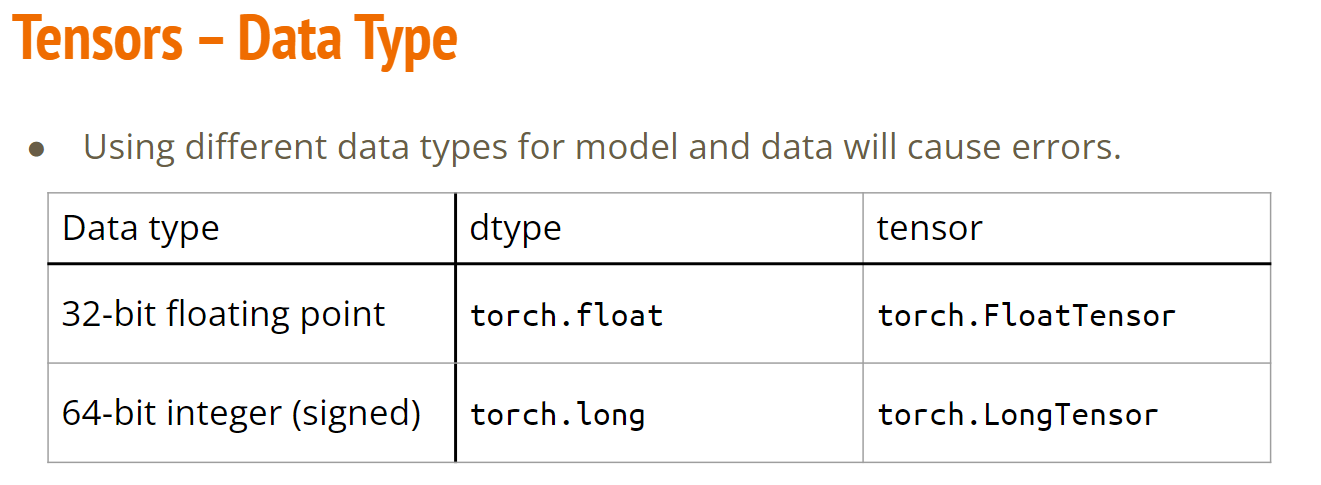 Tensors – Data Type
● Using different data types for model and data will cause errors.
Data type dtype tensor
32-bit floating point torch.float torch.FloatTensor
64-bit integer (signed) torch.long torch.LongTensor